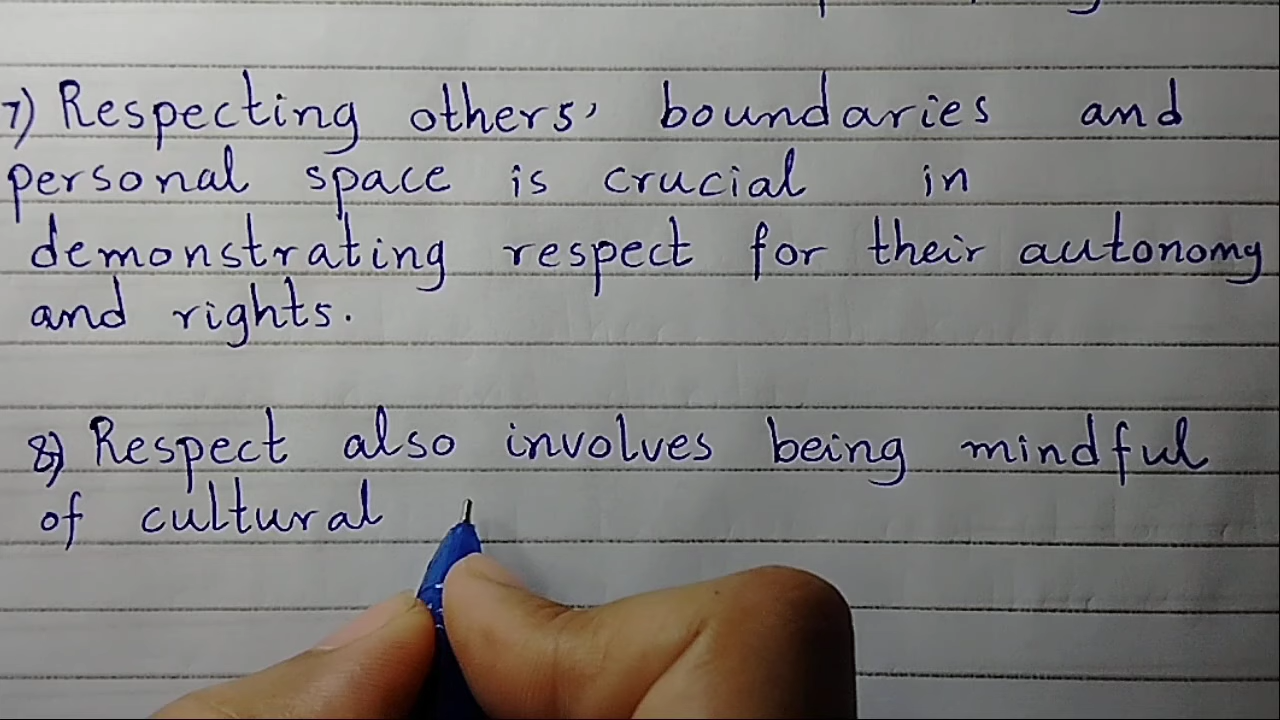 7) Respecting others' boundaries and
personal space is crucial in
demonstrating respect for their autonomy
and rights.
8) Respect also involves being mindful
of cultural